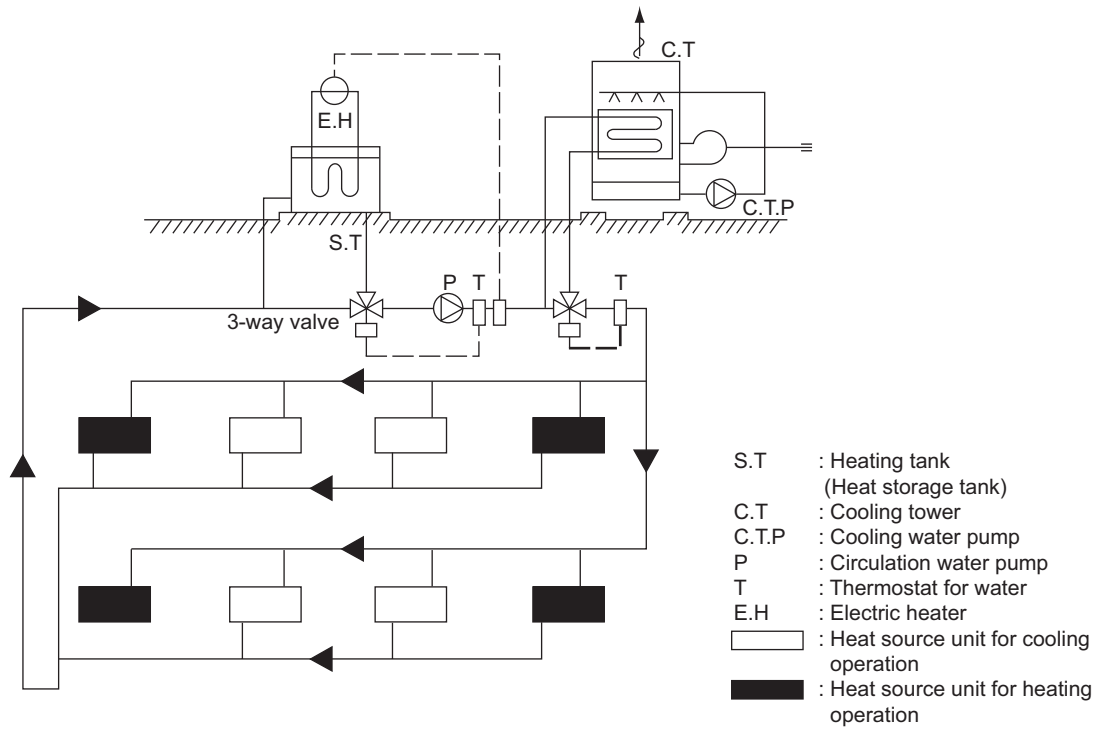 C.T
E.H
C.T.P
S.T
P
T
T
3-way valve
S.T : Heating tank
(Heat storage tank)
C.T : Cooling tower
C.T.P : Cooling water pump
P : Circulation water pump
T : Thermostat for water
E.H : Electric heater
: Heat source unit for cooling
operation
: Heat source unit for heating
operation